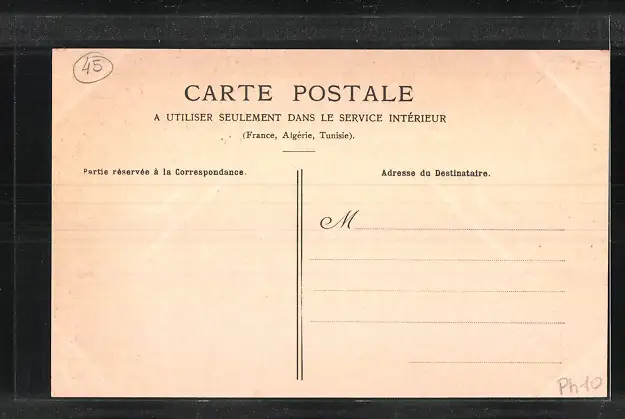 45
CARTE POSTALE
A UTILISER SEULEMENT DANS LE SERVICE INTÉRIEUR
(France, Algérie, Tunisie).
Partie réservée à la Correspondance.
Adresse du Destinataire.
M
Ph10